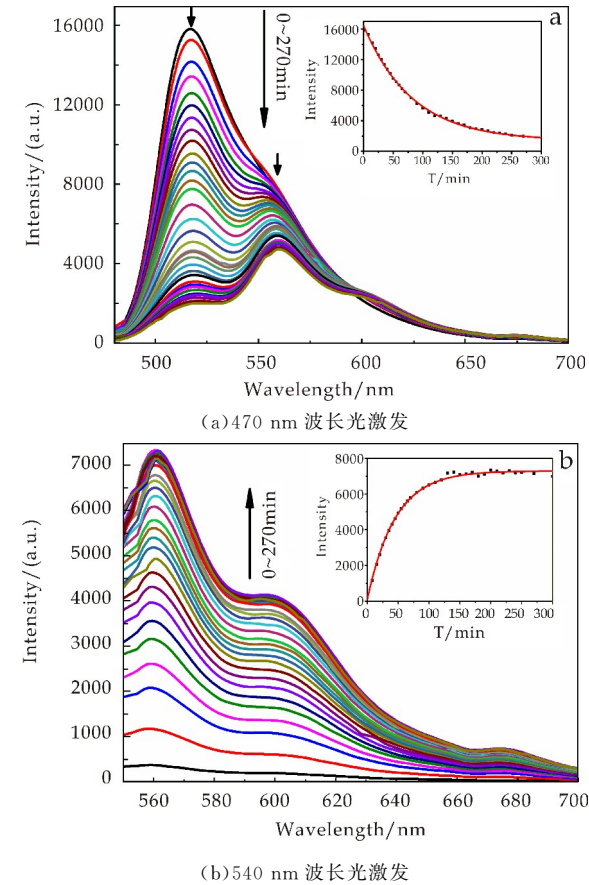 a
16000
12000
8000
4000
0
Intensity/(a.u.)
0~270min
16000
12000
8000
4000
0
Intensity
0 50 100 150 200 250 300
T/min
500 550 600 650 700
Wavelength/nm
(a)470 nm 波长光激发
b
7000
6000
5000
4000
3000
2000
1000
0
Intensity/(a.u.)
0~270min
8000
6000
4000
2000
0
Intensity
0 50 100 150 200 250 300
T/min
560 580 600 620 640 660 680 700
Wavelength/nm
(b)540 nm 波长光激发